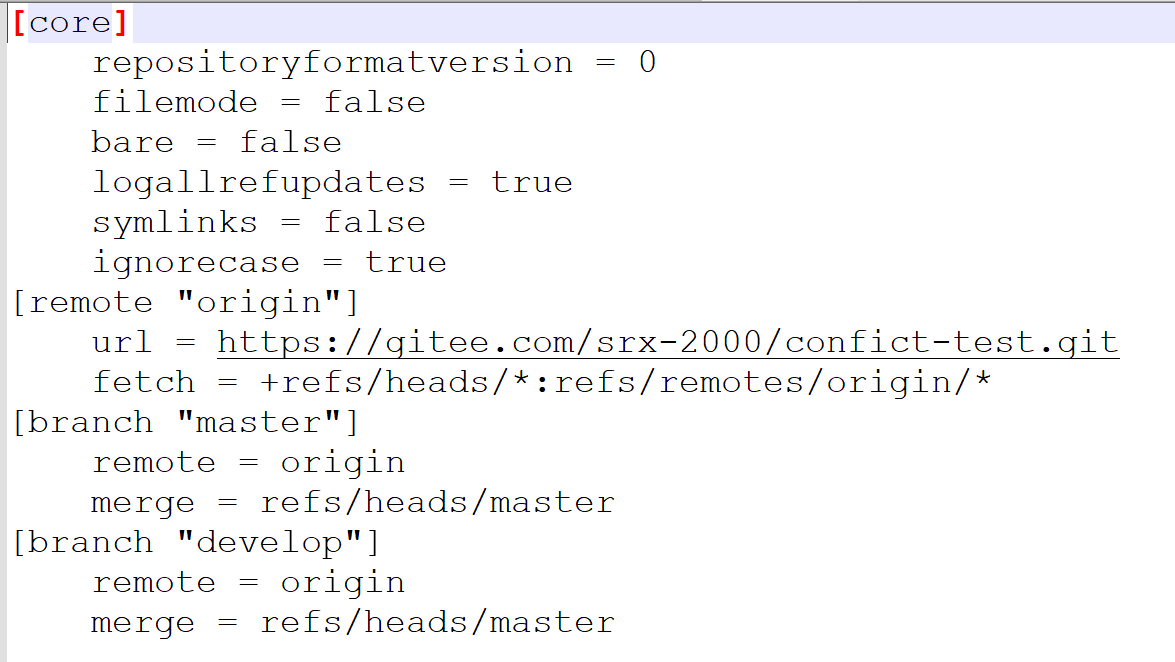 [core]
    repositoryformatversion = 0
    filemode = false
    bare = false
    logallrefupdates = true
    symlinks = false
    ignorecase = true
[remote "origin"]
    url = https://gitee.com/srx-2000/confict-test.git
    fetch = +refs/heads/*:refs/remotes/origin/*
[branch "master"]
    remote = origin
    merge = refs/heads/master
[branch "develop"]
    remote = origin
    merge = refs/heads/master